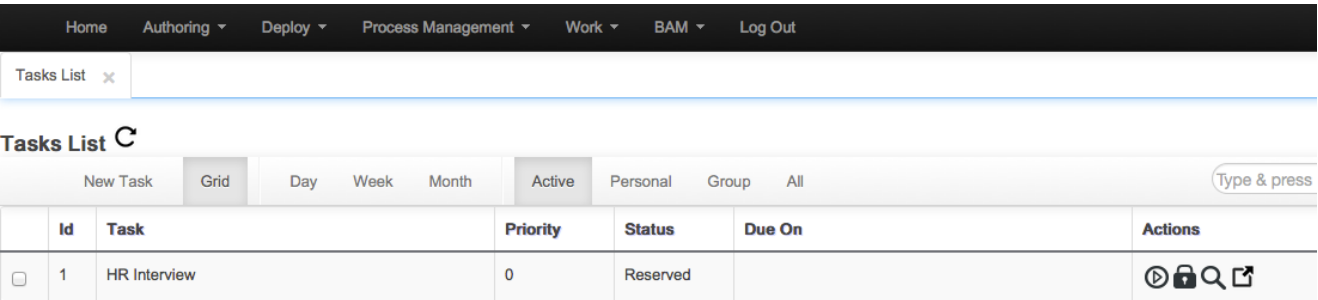 Home Authoring Deploy Process Management Work BAM Log Out
Tasks List
Tasks List
New Task Grid Day Week Month Active Personal Group All Type & press
Id Task Priority Status Due On Actions
1 HR Interview 0 Reserved